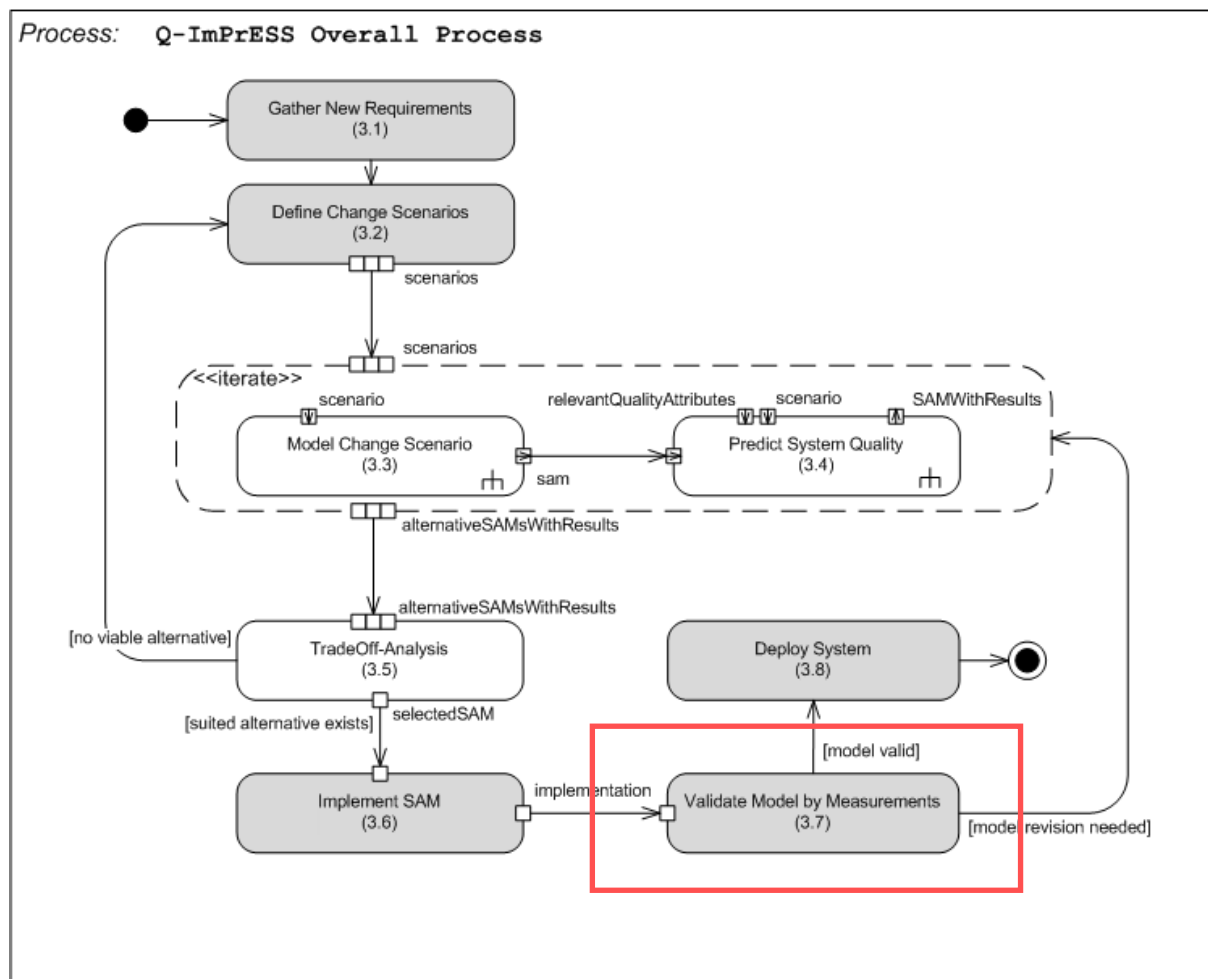 Process: Q-ImPrESS Overall Process
Gather New Requirements
(3.1)
Define Change Scenarios
(3.2)
scenarios
scenarios
<<iterate>>
scenario
relevantQualityAttributes
scenario
SAMWithResults
Model Change Scenario
(3.3)
sam
Predict System Quality
(3.4)
alternativeSAMsWithResults
alternativeSAMsWithResults
[no viable alternative]
TradeOff-Analysis
(3.5)
Deploy System
(3.8)
selectedSAM
[suited alternative exists]
[model valid]
Implement SAM
(3.6)
implementation
Validate Model by Measurements
(3.7)
[model revision needed]